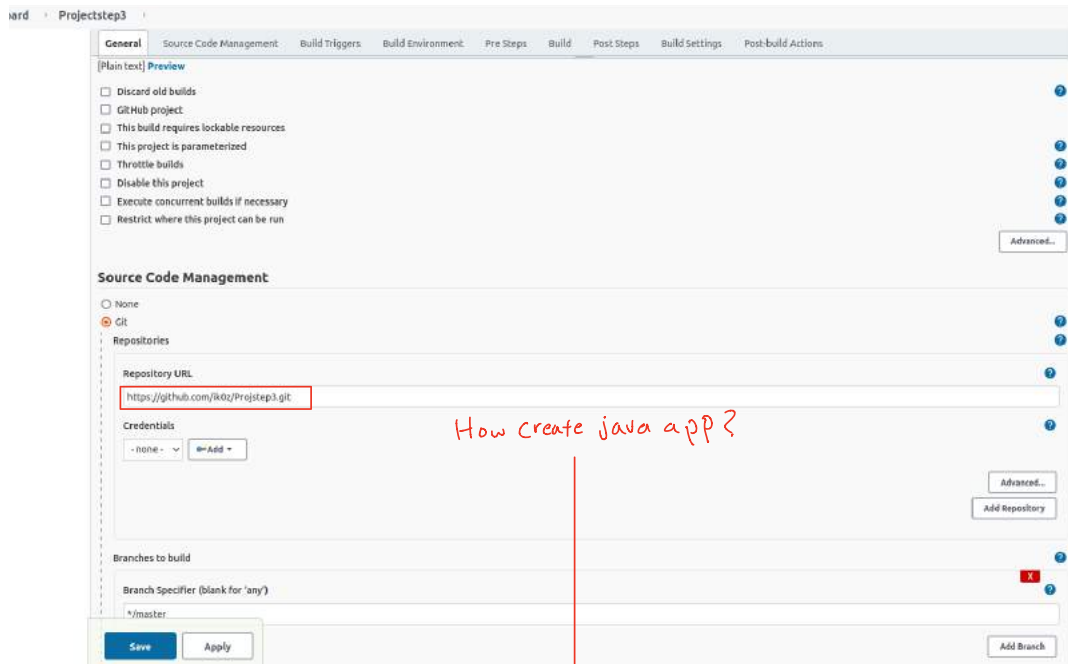 ard › Projectstep3 ›
General Source Code Management Build Triggers Build Environment Pre Steps Build Post Steps Build Settings Post-build Actions
[Plain text] Preview
Discard old builds
GitHub project
This build requires lockable resources
This project is parameterized
Throttle builds
Disable this project
Execute concurrent builds if necessary
Restrict where this project can be run
Advanced...
Source Code Management
None
Git
Repositories
Repository URL
https://github.com/ik0z/Projstep3.git
Credentials
How create java app?
- none - Add
Advanced...
Add Repository
Branches to build
X
Branch Specifier (blank for 'any')
*/master
Save Apply
Add Branch